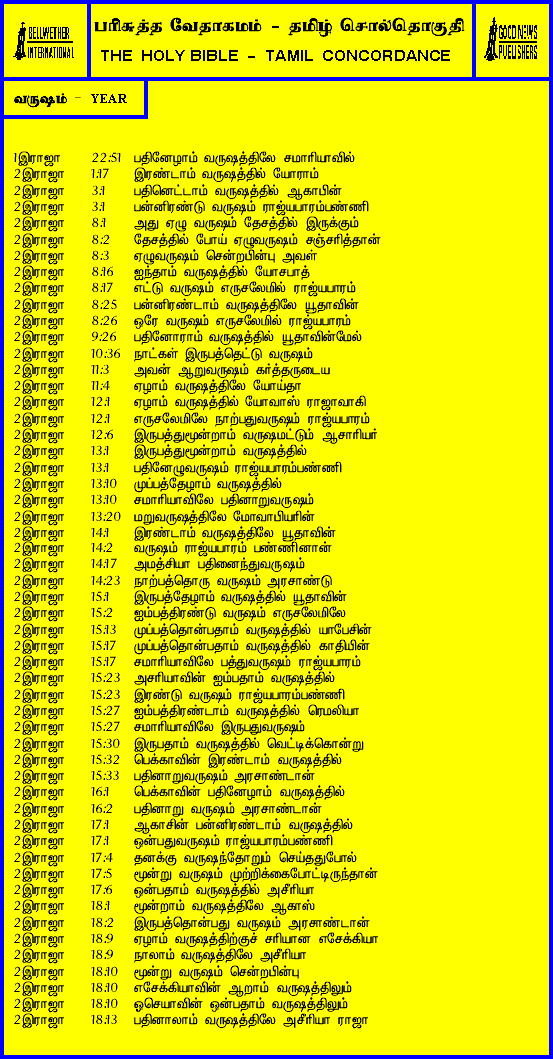 BELLWETHER
INTERNATIONAL
பரிசுத்த வேதாகமம் - தமிழ் சொல்தொகுதி
THE HOLY BIBLE - TAMIL CONCORDANCE
GOOD NEWS
PUBLISHERS
வருஷம் - YEAR
1இராஜா 22:51 பதினேழாம் வருஷத்திலே சமாரியாவில்
2இராஜா 1:17 இரண்டாம் வருஷத்தில் யோராம்
2இராஜா 3:1 பதினெட்டாம் வருஷத்தில் ஆகாபின்
2இராஜா 3:1 பன்னிரண்டு வருஷம் ராஜ்யபாரம்பண்ணி
2இராஜா 8:1 அது ஏழு வருஷம் தேசத்தில் இருக்கும்
2இராஜா 8:2 தேசத்தில் போய் ஏழுவருஷம் சஞ்சரித்தான்
2இராஜா 8:3 ஏழுவருஷம் சென்றபின்பு அவள்
2இராஜா 8:16 ஐந்தாம் வருஷத்தில் யோசபாத்
2இராஜா 8:17 எட்டு வருஷம் எருசலேமில் ராஜ்யபாரம்
2இராஜா 8:25 பன்னிரண்டாம் வருஷத்திலே யூதாவின்
2இராஜா 8:26 ஒரே வருஷம் எருசலேமில் ராஜ்யபாரம்
2இராஜா 9:26 பதினோராம் வருஷத்தில் யூதாவின்மேல்
2இராஜா 10:36 நாட்கள் இருபத்தெட்டு வருஷம்
2இராஜா 11:3 அவன் ஆறுவருஷம் கர்த்தருடைய
2இராஜா 11:4 ஏழாம் வருஷத்திலே யோய்தா
2இராஜா 12:1 ஏழாம் வருஷத்தில் யோவாஸ் ராஜாவாகி
2இராஜா 12:1 எருசலேமிலே நாற்பதுவருஷம் ராஜ்யபாரம்
2இராஜா 12:6 இருபத்துமூன்றாம் வருஷமட்டும் ஆசாரியர்
2இராஜா 13:1 இருபத்துமூன்றாம் வருஷத்தில்
2இராஜா 13:1 பதினேழுவருஷம் ராஜ்யபாரம்பண்ணி
2இராஜா 13:10 முப்பத்தேழாம் வருஷத்தில்
2இராஜா 13:10 சமாரியாவிலே பதினாறுவருஷம்
2இராஜா 13:20 மறுவருஷத்திலே மோவாபியரின்
2இராஜா 14:1 இரண்டாம் வருஷத்திலே யூதாவின்
2இராஜா 14:2 வருஷம் ராஜ்யபாரம் பண்ணினான்
2இராஜா 14:17 அமத்சியா பதினைந்துவருஷம்
2இராஜா 14:23 நாற்பத்தொரு வருஷம் அரசாண்டு
2இராஜா 15:1 இருபத்தேழாம் வருஷத்தில் யூதாவின்
2இராஜா 15:2 ஐம்பத்திரண்டு வருஷம் எருசலேமிலே
2இராஜா 15:13 முப்பத்தொன்பதாம் வருஷத்தில் யாபேசின்
2இராஜா 15:17 முப்பத்தொன்பதாம் வருஷத்தில் காதியின்
2இராஜா 15:17 சமாரியாவிலே பத்துவருஷம் ராஜ்யபாரம்
2இராஜா 15:23 அசரியாவின் ஐம்பதாம் வருஷத்தில்
2இராஜா 15:23 இரண்டு வருஷம் ராஜ்யபாரம்பண்ணி
2இராஜா 15:27 ஐம்பத்திரண்டாம் வருஷத்தில் ரெமலியா
2இராஜா 15:27 சமாரியாவிலே இருபதுவருஷம்
2இராஜா 15:30 இருபதாம் வருஷத்தில் வெட்டிக்கொன்று
2இராஜா 15:32 பெக்காவின் இரண்டாம் வருஷத்தில்
2இராஜா 15:33 பதினாறுவருஷம் அரசாண்டான்
2இராஜா 16:1 பெக்காவின் பதினேழாம் வருஷத்தில்
2இராஜா 16:2 பதினாறு வருஷம் அரசாண்டான்
2இராஜா 17:1 ஆகாசின் பன்னிரண்டாம் வருஷத்தில்
2இராஜா 17:1 ஒன்பதுவருஷம் ராஜ்யபாரம்பண்ணி
2இராஜா 17:4 தனக்கு வருஷந்தோறும் செய்ததுபோல்
2இராஜா 17:5 மூன்று வருஷம் முற்றிக்கைபோட்டிருந்தான்
2இராஜா 17:6 ஒன்பதாம் வருஷத்தில் அசீரியா
2இராஜா 18:1 மூன்றாம் வருஷத்திலே ஆகாஸ்
2இராஜா 18:2 இருபத்தொன்பது வருஷம் அரசாண்டான்
2இராஜா 18:9 ஏழாம் வருஷத்திற்குச் சரியான எசேக்கியா
2இராஜா 18:9 நாலாம் வருஷத்திலே அசீரியா
2இராஜா 18:10 மூன்று வருஷம் சென்றபின்பு
2இராஜா 18:10 எசேக்கியாவின் ஆறாம் வருஷத்திலும்
2இராஜா 18:10 ஓசெயாவின் ஒன்பதாம் வருஷத்திலும்
2இராஜா 18:13 பதினாலாம் வருஷத்திலே அசீரியா ராஜா